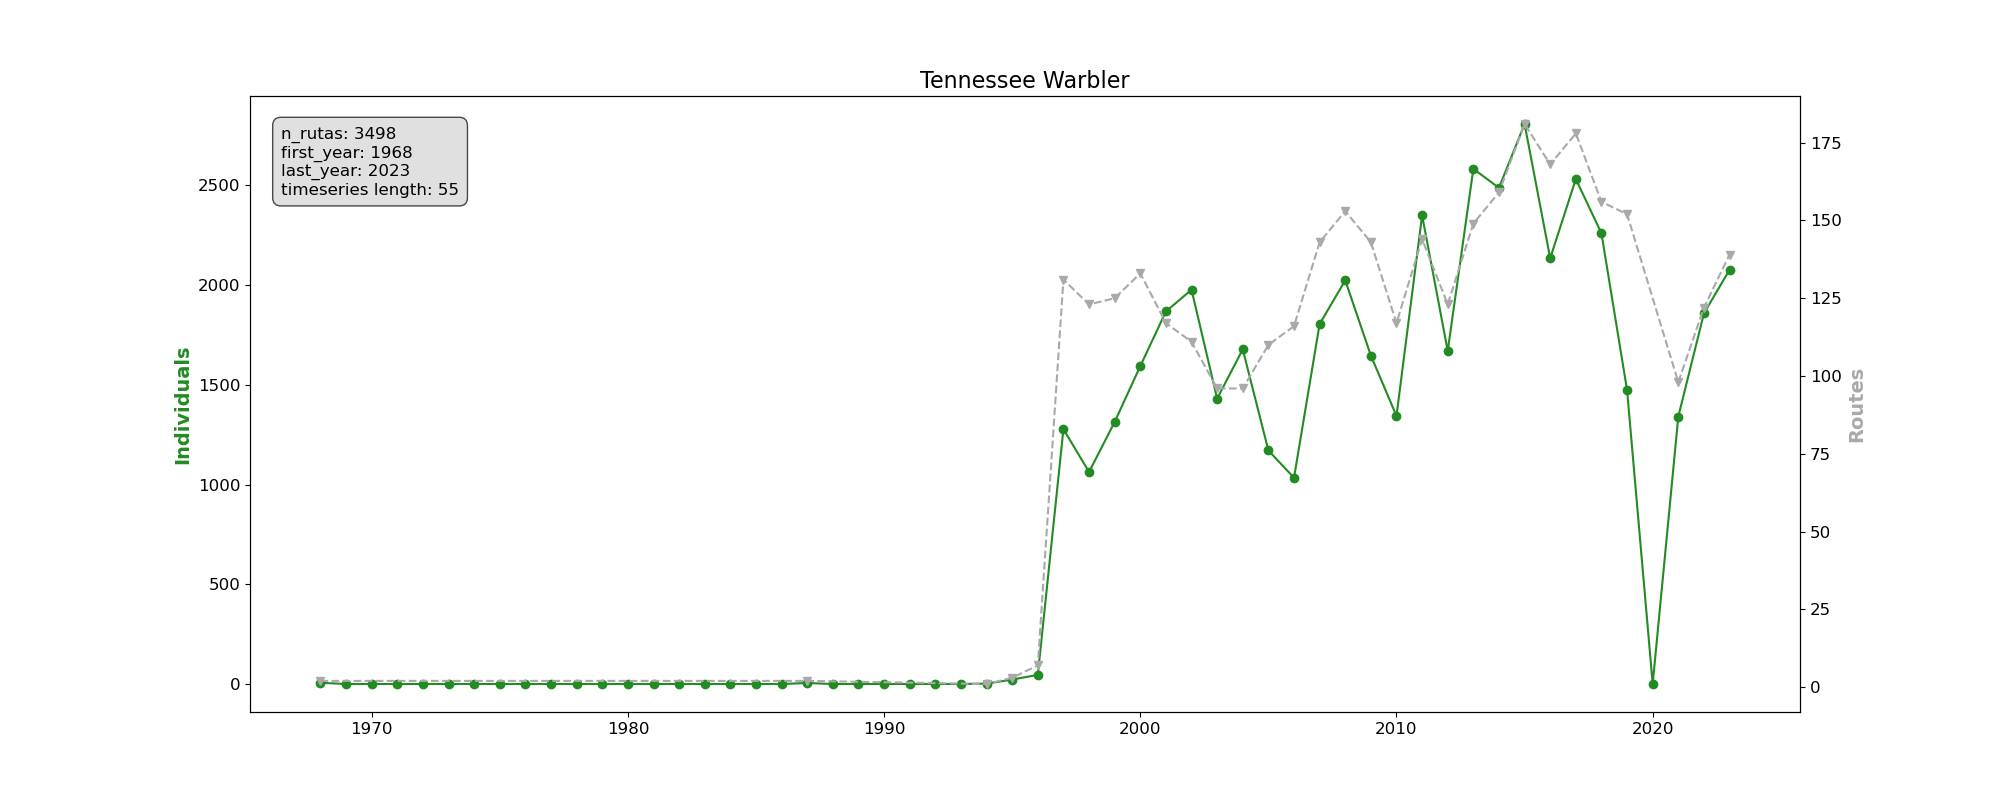 Tennessee Warbler
n_rutas: 3498
first_year: 1968
last_year: 2023
timeseries length: 55
Individuals
2500
2000
1500
1000
500
0
175
150
125
100
75
50
25
0
Routes
1970 1980 1990 2000 2010 2020